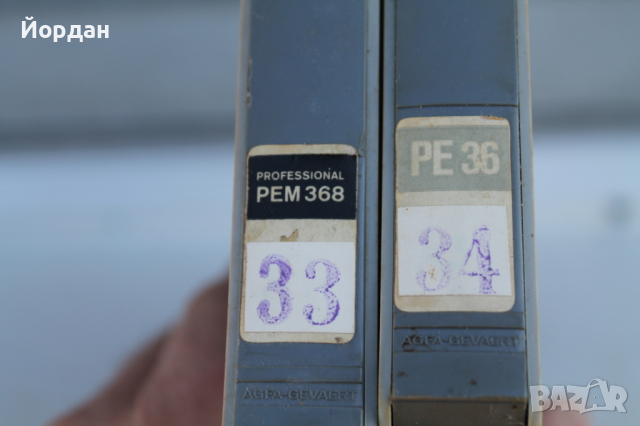 Йордан
PROFESSIONAL
PEM 368
33
AGFA-GEVAERT
PE 36
34
AGFA-GEVAERT
BAZAR